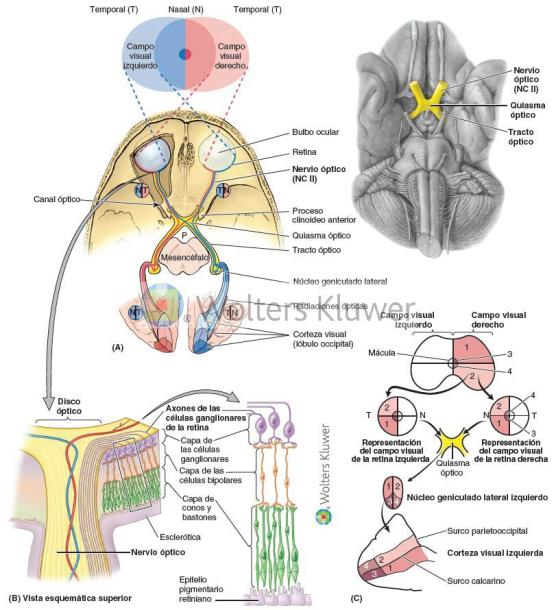 Temporal (T)
Nasal (N)
Temporal (T)
Campo
visual
izquierdo
Campo
visual
derecho
Bulbo ocular
Retina
Nervio óptico
(NC II)
N T
T N
Canal óptico
Proceso
clinoideo anterior
Quiasma óptico
P
Tracto óptico
Mesencéfalo
Núcleo geniculado lateral
Radiaciones ópticas
NT
TN
Corteza visual
(lóbulo occipital)
(A)
Wolters Kluwer
Nervio
óptico
(NC II)
Quiasma
óptico
Tracto
óptico
Disco
óptico
Axones de las
células ganglionares
de la retina
Capa de
las células
ganglionares
Capa de las
células bipolares
Capa de
conos y
bastones
Esclerótica
Nervio óptico
Epitelio
pigmentario
retiniano
(B) Vista esquemática superior
Wolters Kluwer
Campo visual
izquierdo
Campo visual
derecho
1
Mácula
3
4
2
2
1
T
N
N
T
2
1
4
3
Representación
del campo visual
de la retina izquierda
Representación
del campo visual
de la retina derecha
Quiasma
óptico
1 2
3 4
Núcleo geniculado lateral izquierdo
Surco parietooccipital
Corteza visual izquierda
Surco calcarino
4
2
3
1
(C)